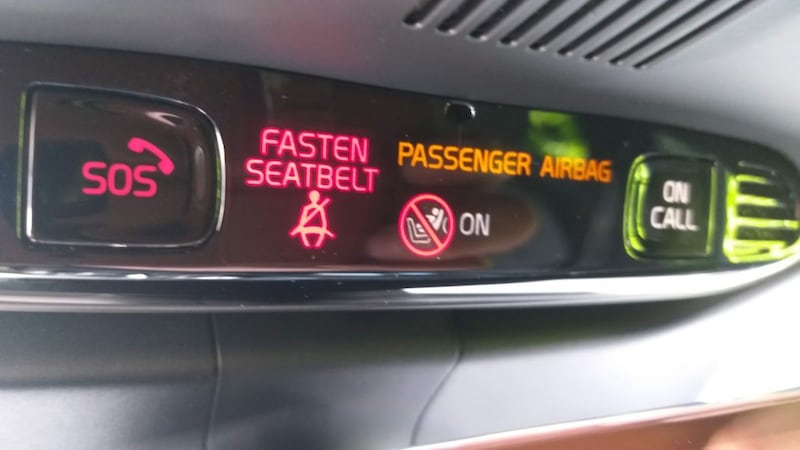 SOS
FASTEN
SEATBELT
PASSENGER AIRBAG
ON
ON
CALL